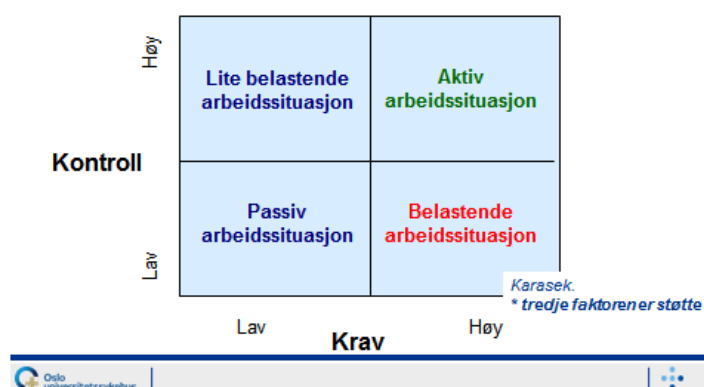 Høy
Lite belastende
arbeidssituasjon
Aktiv
arbeidssituasjon
Kontroll
Passiv
arbeidssituasjon
Belastende
arbeidssituasjon
Lav
Karasek.
* tredje faktoren er støtte
Lav
Høy
Krav
Oslo
universitetssykehus